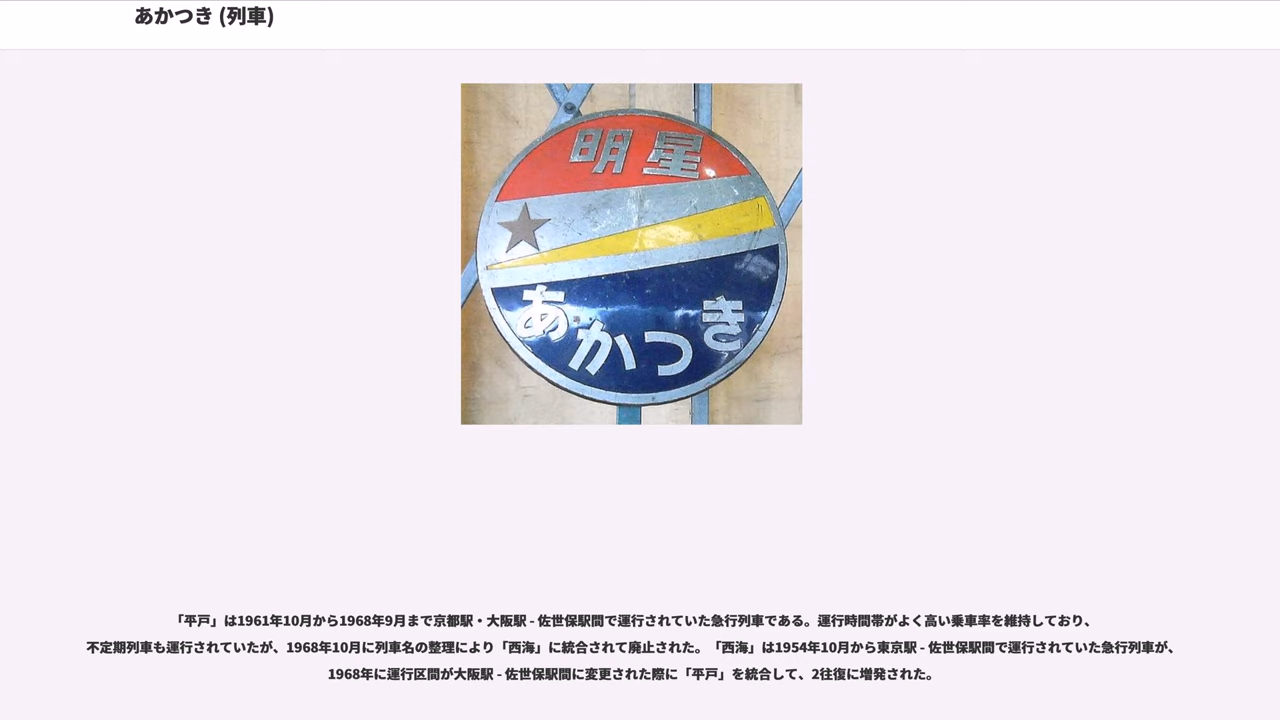 あかつき (列車)
明星
あかつき
「平戸」は1961年10月から1968年9月まで京都駅・大阪駅 - 佐世保駅間で運行されていた急行列車である。運行時間帯がよく高い乗車率を維持しており、
不定期列車も運行されていたが、1968年10月に列車名の整理により「西海」に統合されて廃止された。「西海」は1954年10月から東京駅 - 佐世保駅間で運行されていた急行列車が、
1968年に運行区間が大阪駅 - 佐世保駅間に変更された際に「平戸」を統合して、2往復に増発された。